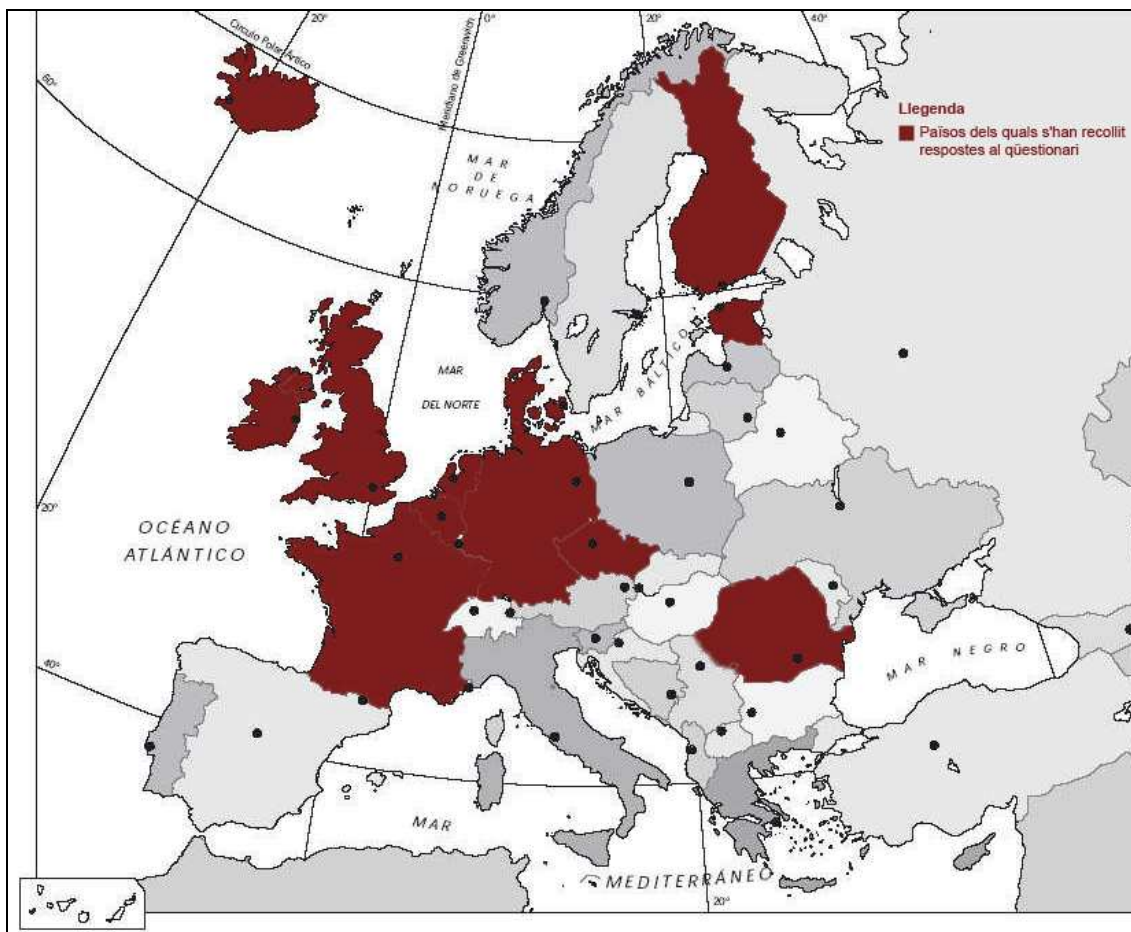 20°
0°
20°
40°
Círculo Polar Ártico
Meridiano de Greenwich
60°
Llegenda
Països dels quals s'han recollit
respostes al qüestionari
MAR
DE
NORUEGA
MAR
DEL NORTE
MAR BÁLTICO
20°
OCÉANO
ATLÁNTICO
40°
MAR NEGRO
MAR
MEDITERRÁNEO
20°